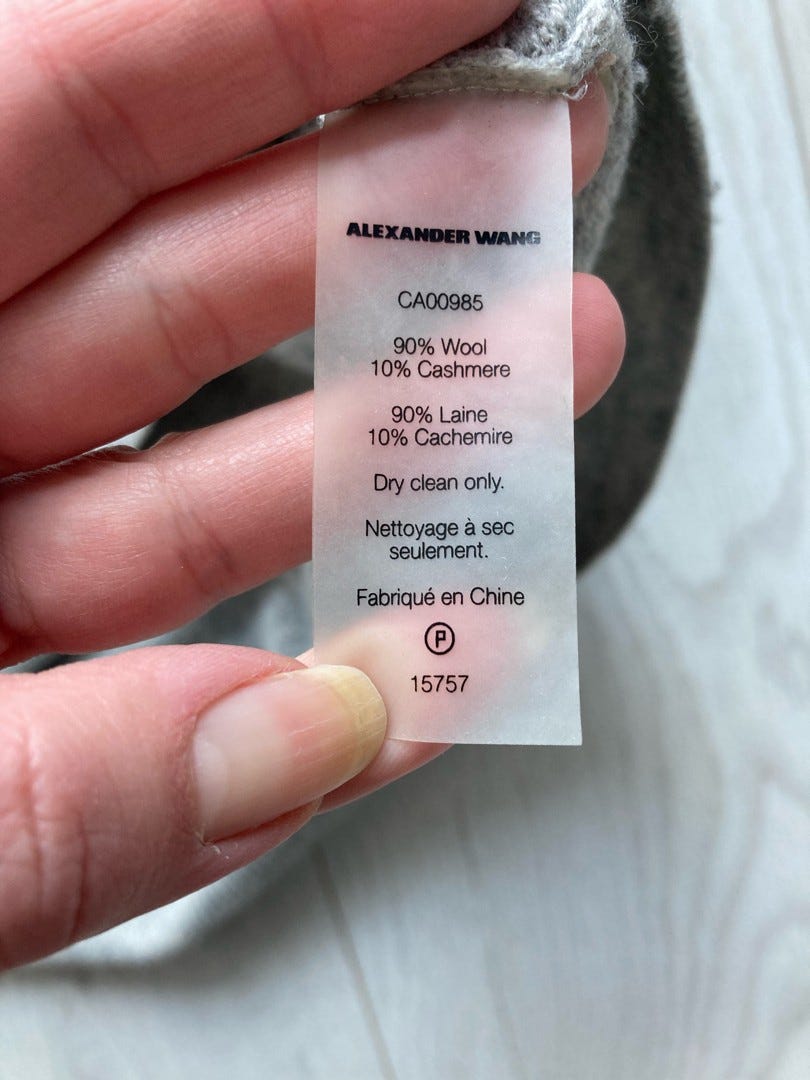 ALEXANDER WANG
CA00985
90% Wool
10% Cashmere
90% Laine
10% Cachemire
Dry clean only.
Nettoyage à sec
seulement.
Fabriqué en Chine
P
15757